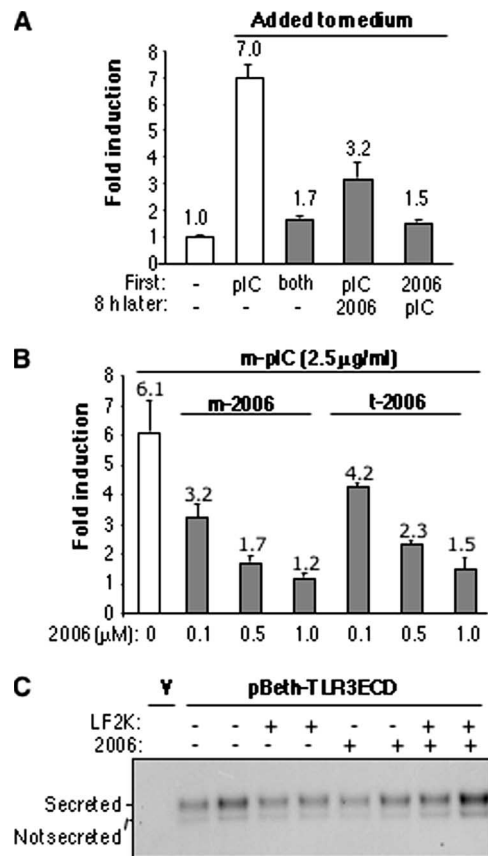 A
Added to medium
Fold induction
8
7
6
5
4
3
2
1
0
1.0
7.0
1.7
3.2
1.5
First: - pIC both pIC 2006
8 h later: - - - 2006 pIC
B
m-pIC (2.5μg/ml)
m-2006
t-2006
Fold induction
8
7
6
5
4
3
2
1
0
6.1
3.2
1.7
1.2
4.2
2.3
1.5
2006 (μM): 0 0.1 0.5 1.0 0.1 0.5 1.0
C
V pBeth-TLR3ECD
LF2K: - - + + - - + +
2006: - - - - + + + +
Secreted
Not secreted